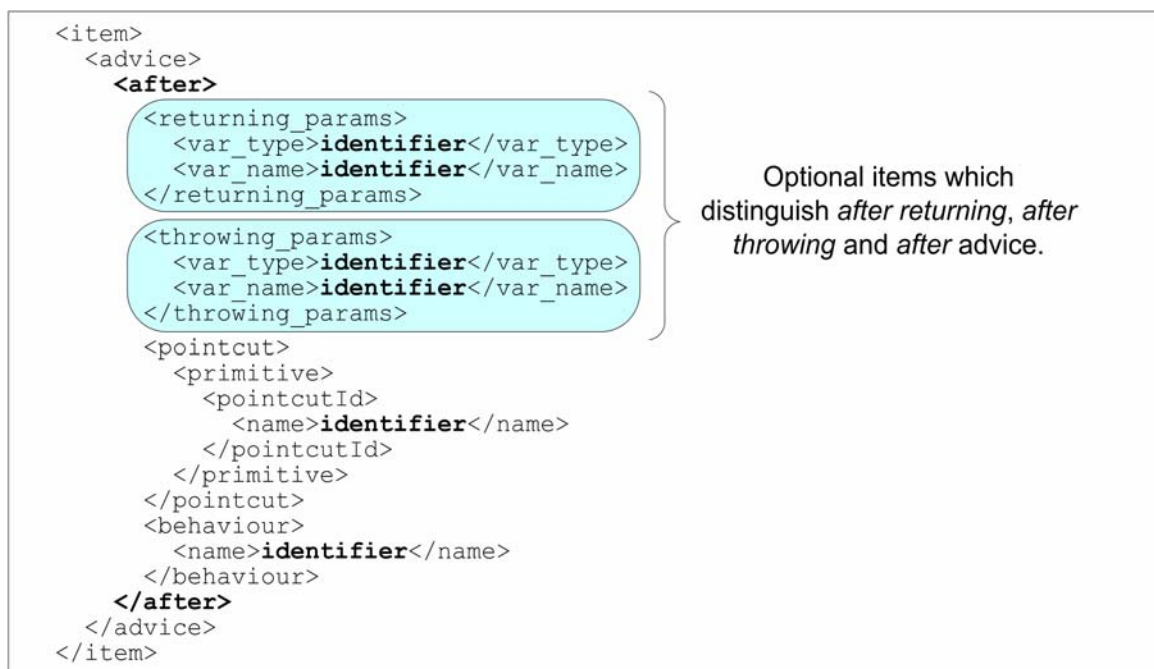 <item>
<advice>
<after>
<returning_params>
<var_type>identifier</var_type>
<var_name>identifier</var_name>
</returning_params>
<throwing_params>
<var_type>identifier</var_type>
<var_name>identifier</var_name>
</throwing_params>
Optional items which
distinguish after returning, after
throwing and after advice.
<pointcut>
<primitive>
<pointcutId>
<name>identifier</name>
</pointcutId>
</primitive>
</pointcut>
<behaviour>
<name>identifier</name>
</behaviour>
</after>
</advice>
</item>